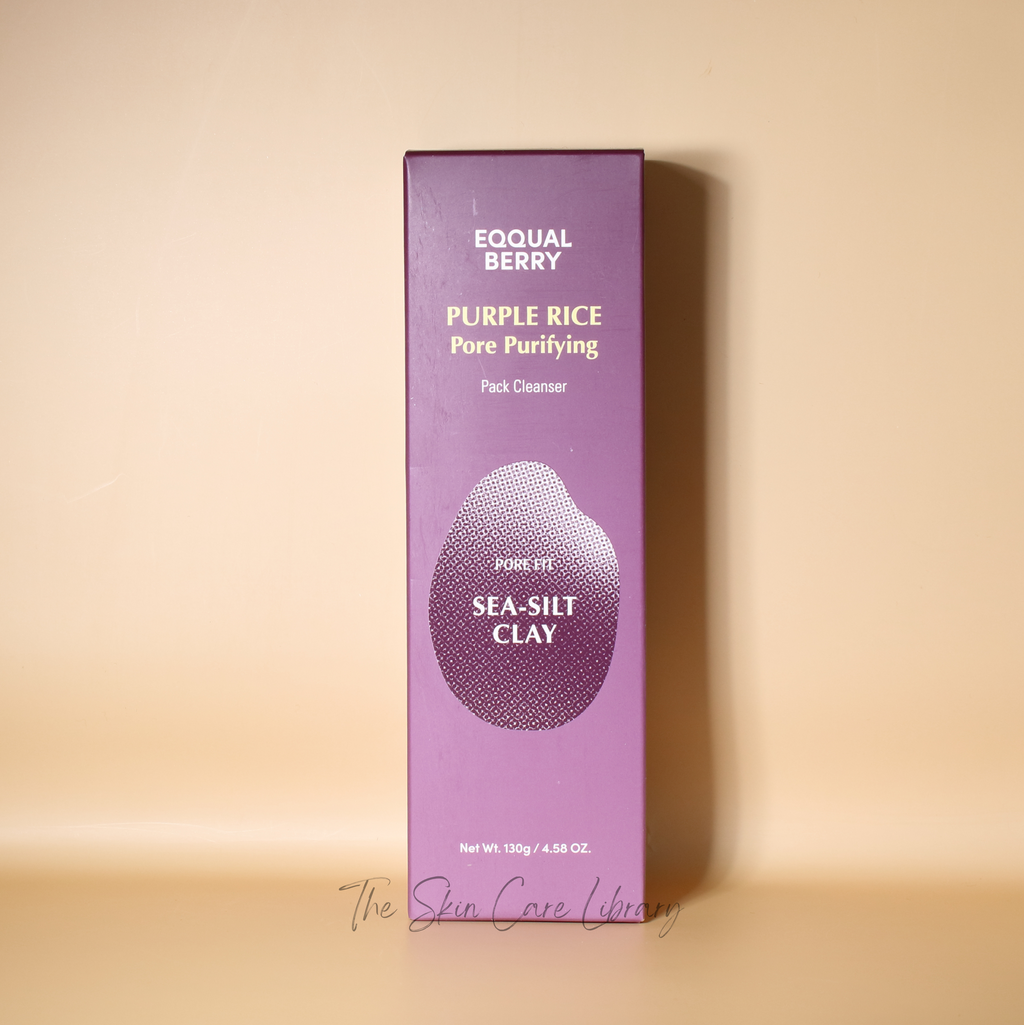 EQQUAL
BERRY
PURPLE RICE
Pore Purifying
Pack Cleanser
PORE FIT
SEA-SILT
CLAY
Net Wt. 130g / 4.58 OZ.
The Skin Care Library